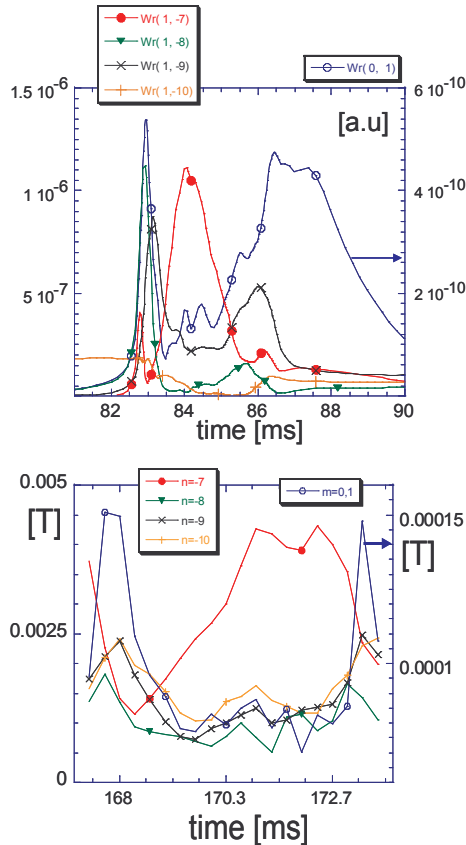 Wr( 1, -7)
Wr( 1, -8)
Wr( 1, -9)
Wr( 1,-10)
Wr( 0, 1)
1.5 10-6
6 10-10
[a.u]
1 10-6
4 10-10
5 10-7
2 10-10
82 84 86 88 90
time [ms]
n=-7
n=-8
n=-9
n=-10
m=0,1
0.005
[T]
0.00015
[T]
0.0025
0.0001
0
168 170.3 172.7
time [ms]